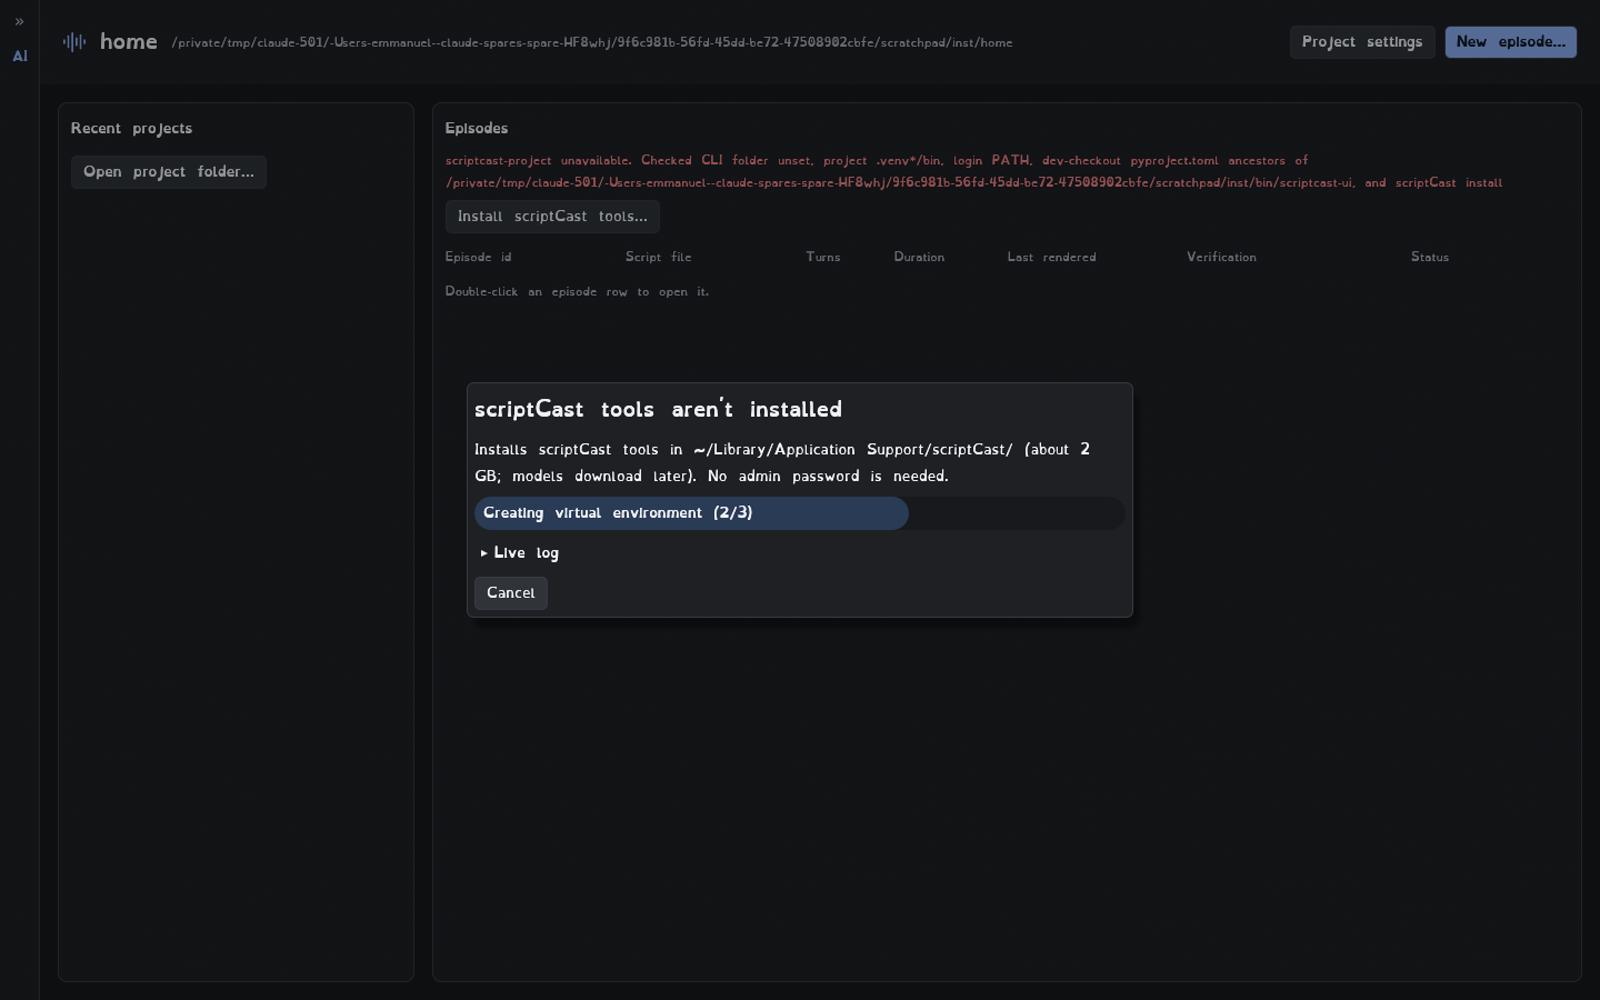 »
AI
home /private/tmp/claude-501/-Users-emmanuel--claude-spares-spare-HF8whj/9f6c981b-56fd-45dd-be72-47508902cbfe/scratchpad/inst/home
Project settings
New episode...
Recent projects
Open project folder...
Episodes
scriptcast-project unavailable. Checked CLI folder unset, project .venv*/bin, login PATH, dev-checkout pyproject.toml ancestors of
/private/tmp/claude-501/-Users-emmanuel--claude-spares-spare-HF8whj/9f6c981b-56fd-45dd-be72-47508902cbfe/scratchpad/inst/bin/scriptcast-ui, and scriptCast install
Install scriptCast tools...
Episode id Script file Turns Duration Last rendered Verification Status
Double-click an episode row to open it.
scriptCast tools aren't installed
Installs scriptCast tools in ~/Library/Application Support/scriptCast/ (about 2
GB; models download later). No admin password is needed.
Creating virtual environment (2/3)
▸ Live log
Cancel